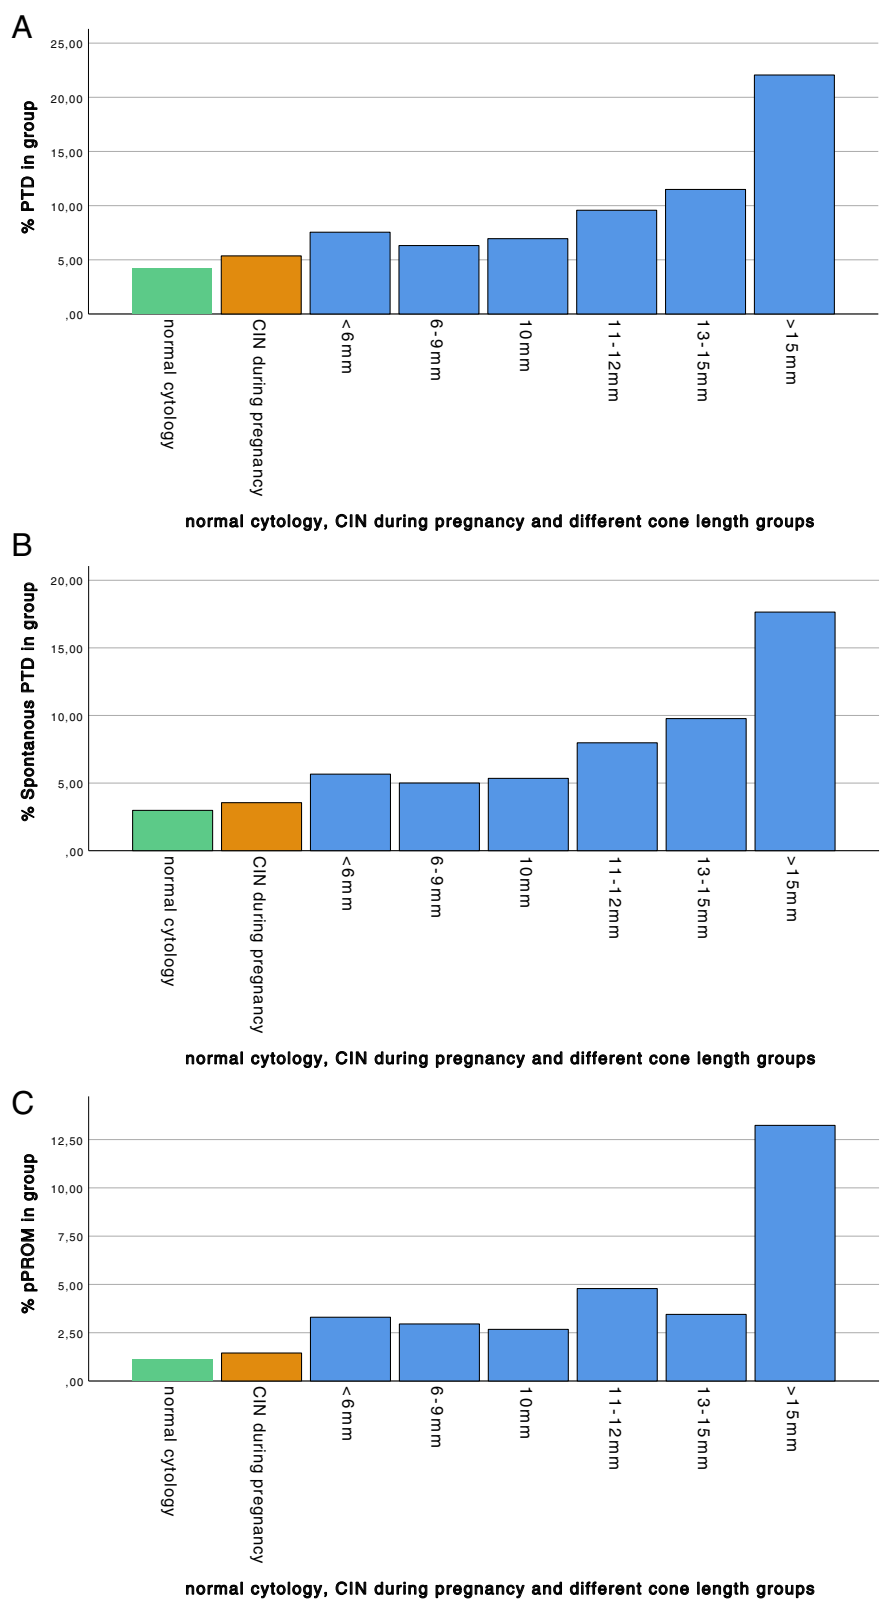 A
% PTD in group
25,00
20,00
15,00
10,00
5,00
,00
normal cytology
CIN during pregnancy
<6mm
6-9mm
10mm
11-12mm
13-15mm
>15mm
normal cytology, CIN during pregnancy and different cone length groups
B
% Spontanous PTD in group
20,00
15,00
10,00
5,00
,00
normal cytology
CIN during pregnancy
<6mm
6-9mm
10mm
11-12mm
13-15mm
>15mm
normal cytology, CIN during pregnancy and different cone length groups
C
% pPROM in group
12,50
10,00
7,50
5,00
2,50
,00
normal cytology
CIN during pregnancy
<6mm
6-9mm
10mm
11-12mm
13-15mm
>15mm
normal cytology, CIN during pregnancy and different cone length groups